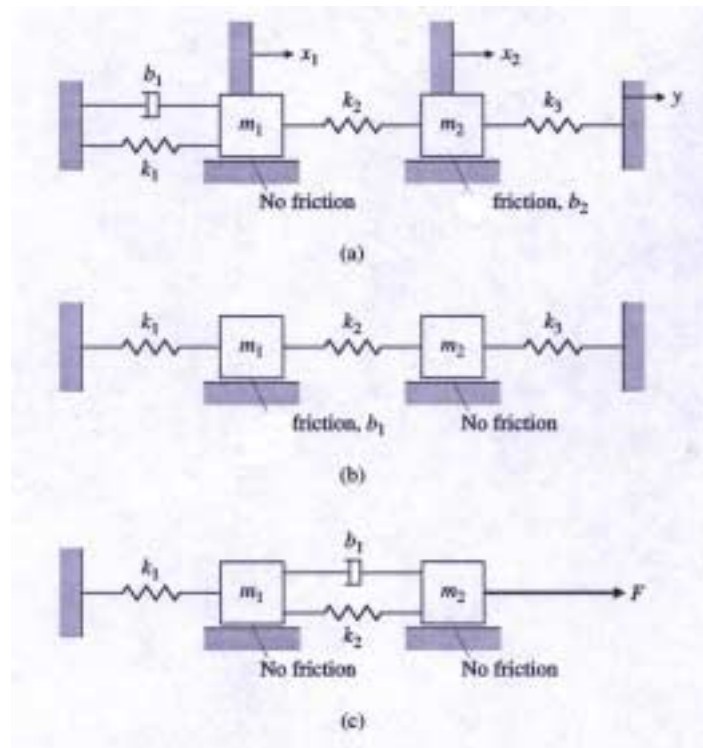 x₁
x₂
b₁
k₂
k₃
y
m₁
m₂
k₁
No friction
friction, b₂
(a)
k₁
k₂
k₃
m₁
m₂
friction, b₁
No friction
(b)
b₁
k₁
m₁
m₂
F
k₂
No friction
No friction
(c)